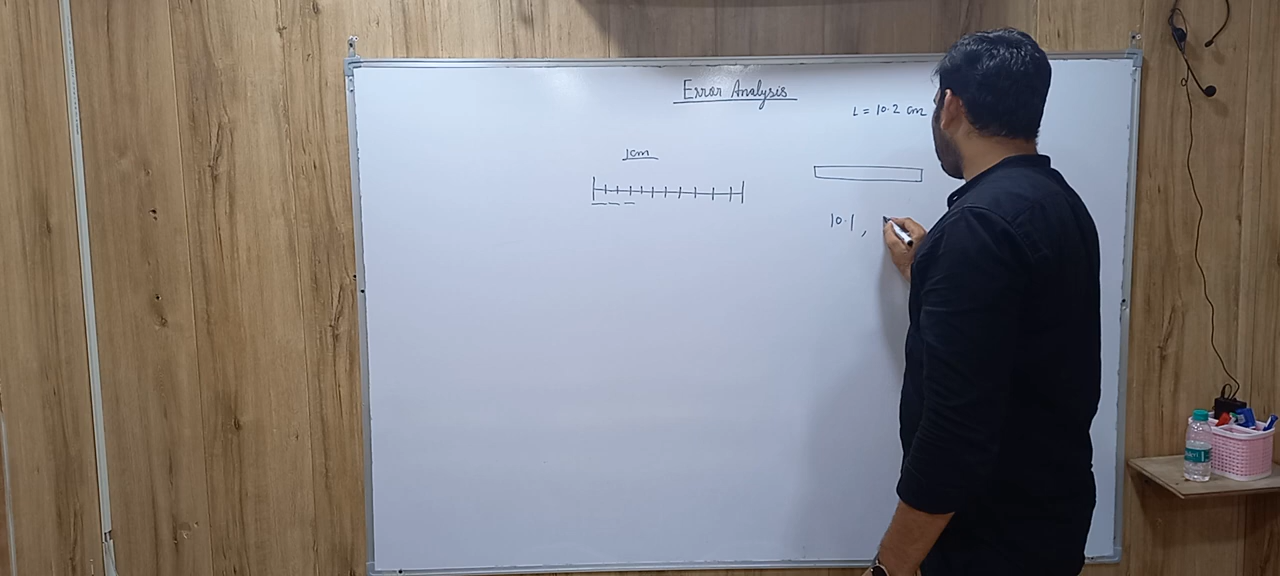 Error Analysis
L = 10.2 cm
1cm
10.1 ,